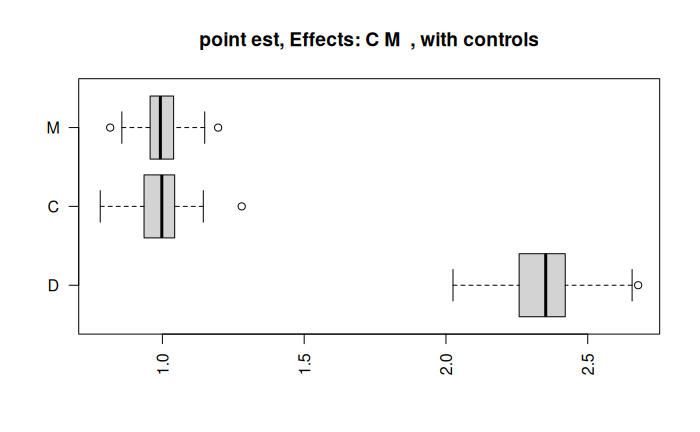 point est, Effects: C M  , with controls
M
C
D
1.0
1.5
2.0
2.5